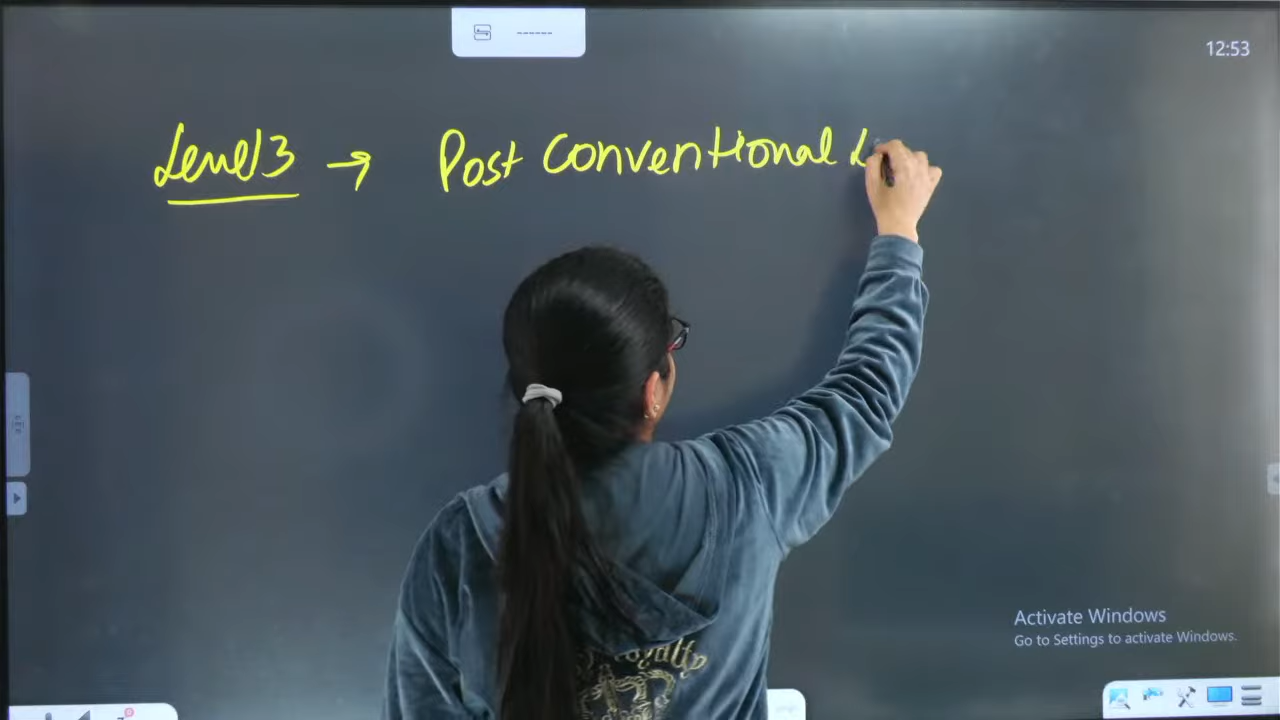 12:53
Level 3 → Post Conventional L
Activate Windows
Go to Settings to activate Windows.